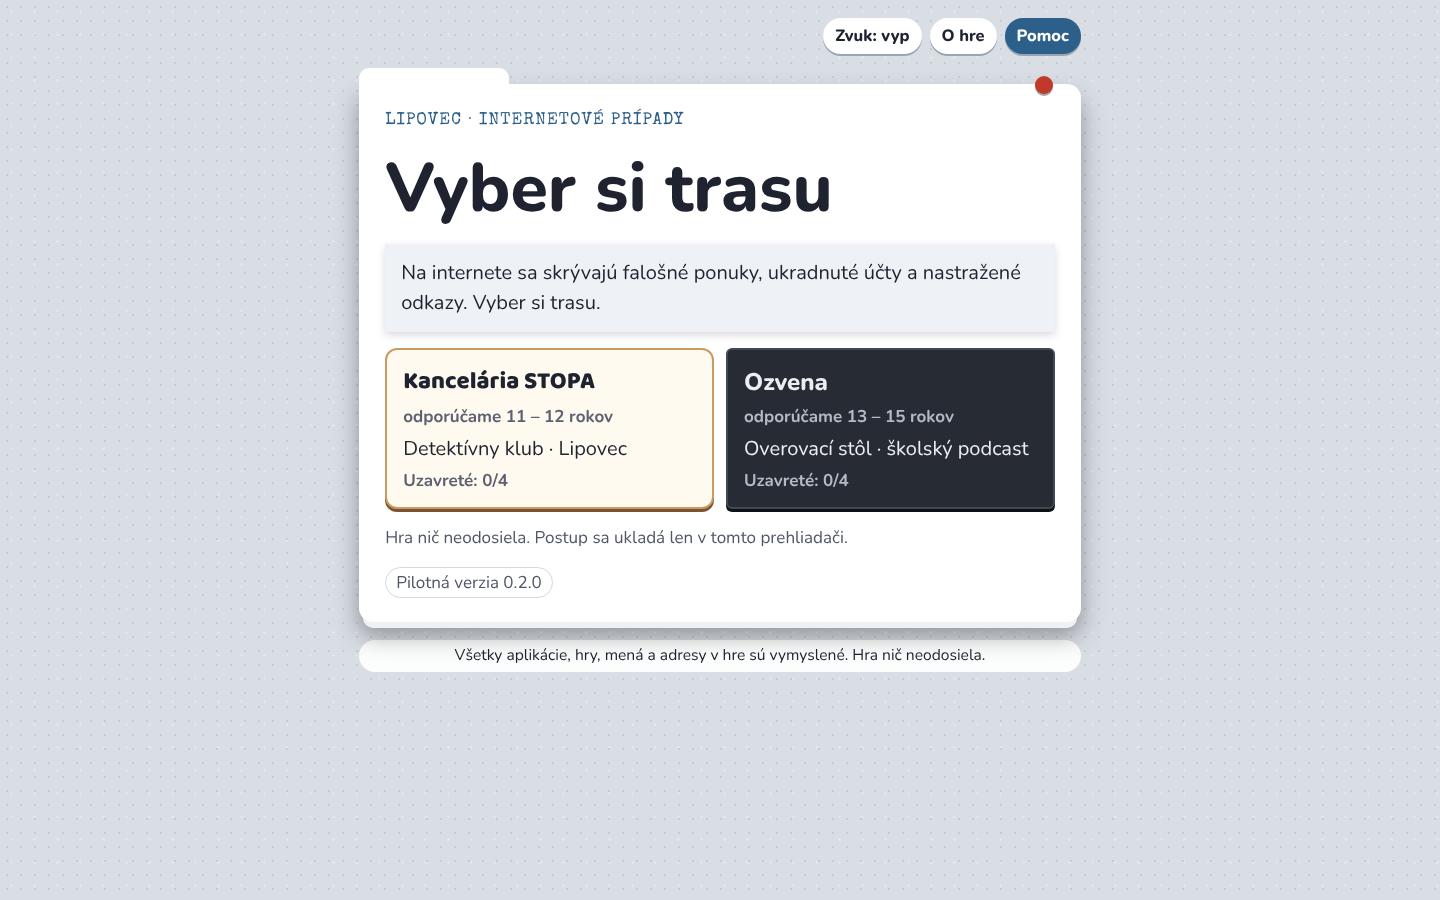 Zvuk: vyp
O hre
Pomoc
LIPOVEC · INTERNETOVÉ PRÍPADY
Vyber si trasu
Na internete sa skrývajú falošné ponuky, ukradnuté účty a nastražené
odkazy. Vyber si trasu.
Kancelária STOPA
odporúčame 11 – 12 rokov
Detektívny klub · Lipovec
Uzavreté: 0/4
Ozvena
odporúčame 13 – 15 rokov
Overovací stôl · školský podcast
Uzavreté: 0/4
Hra nič neodosiela. Postup sa ukladá len v tomto prehliadači.
Pilotná verzia 0.2.0
Všetky aplikácie, hry, mená a adresy v hre sú vymyslené. Hra nič neodosiela.